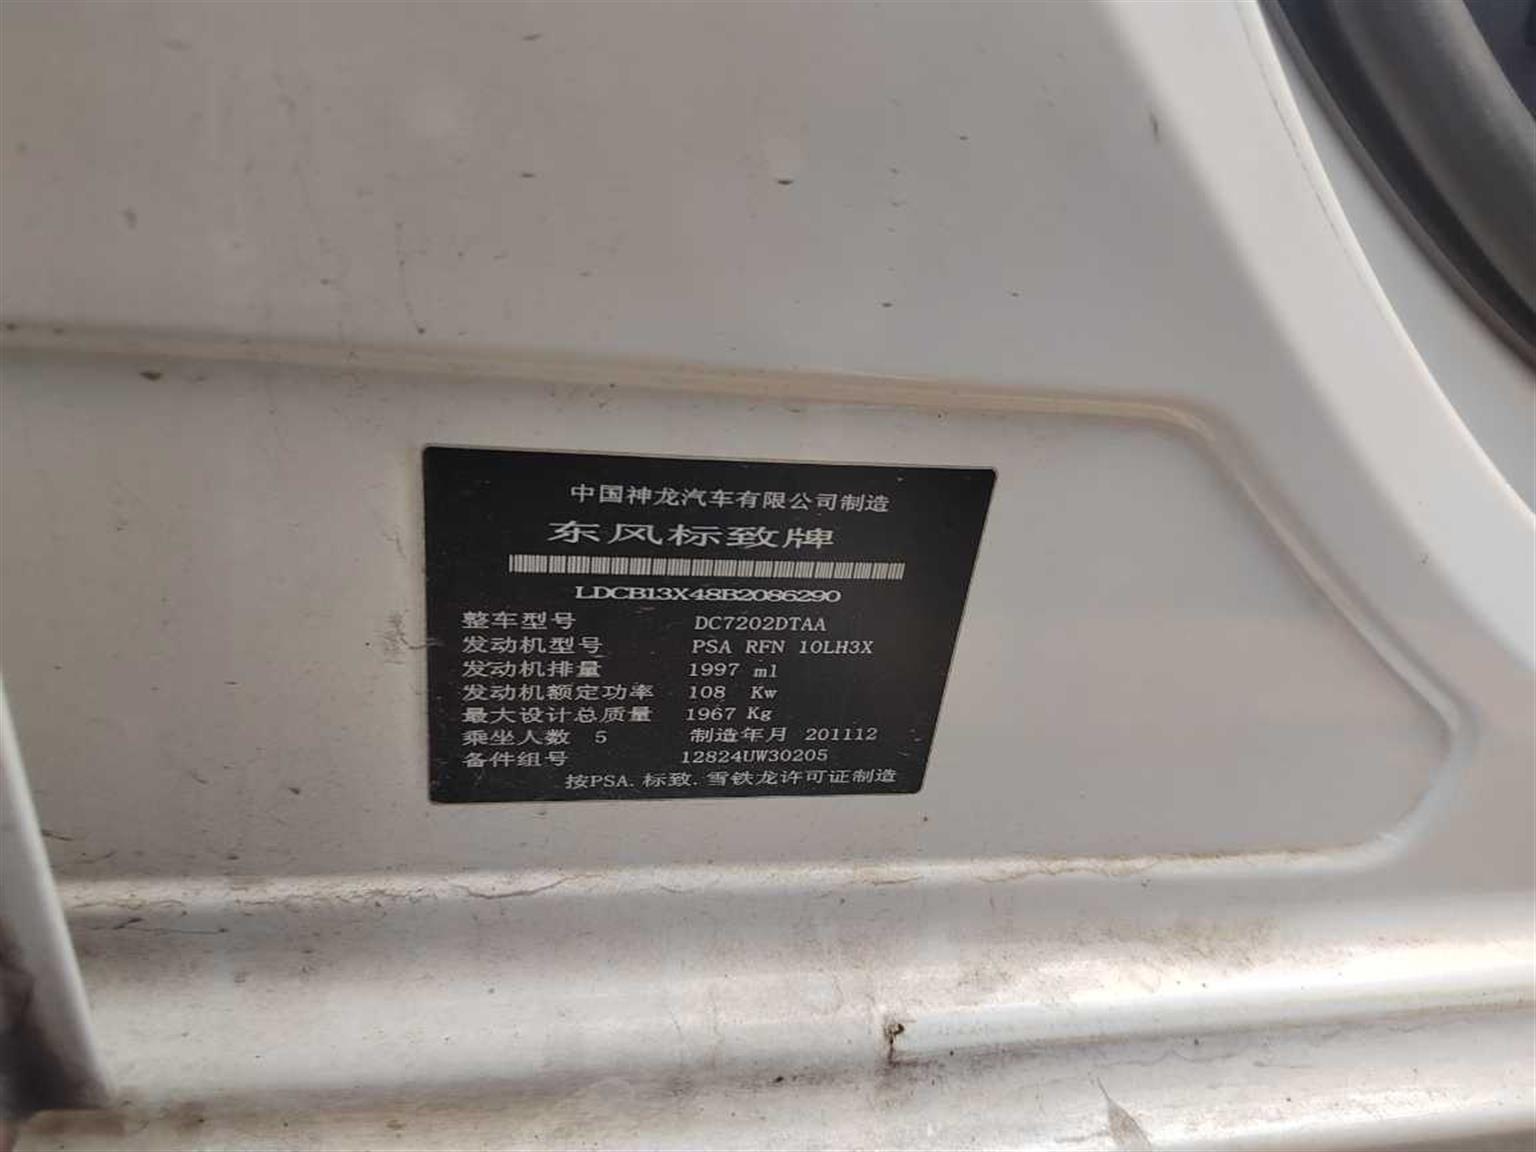 中国神龙汽车有限公司制造
东风标致牌
LDCB13X48B2086290
整车型号 DC7202DTAA
发动机型号 PSA RFN 10LH3X
发动机排量 1997 ml
发动机额定功率 108 Kw
最大设计总质量 1967 Kg
乘坐人数 5 制造年月 201112
备件组号 12824UW30205
按PSA.标致.雪铁龙许可证制造